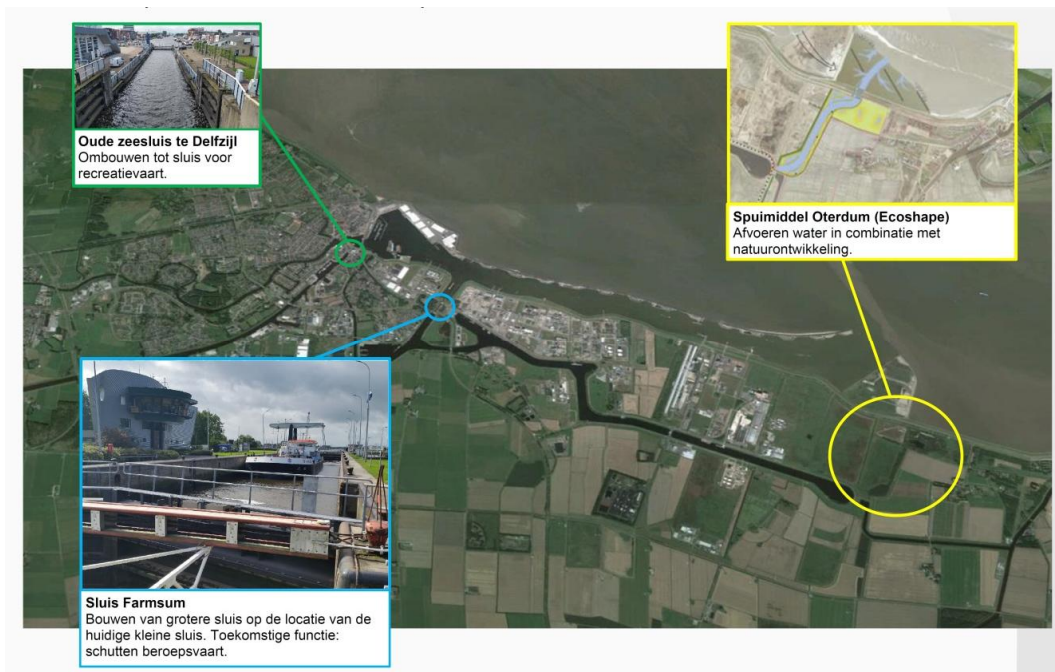 Oude zeesluis te Delfzijl
Ombouwen tot sluis voor
recreatievaart.
Spuimiddel Oterdum (Ecoshape)
Afvoeren water in combinatie met
natuurontwikkeling.
Sluis Farmsum
Bouwen van grotere sluis op de locatie van de
huidige kleine sluis. Toekomstige functie:
schutten beroepsvaart.